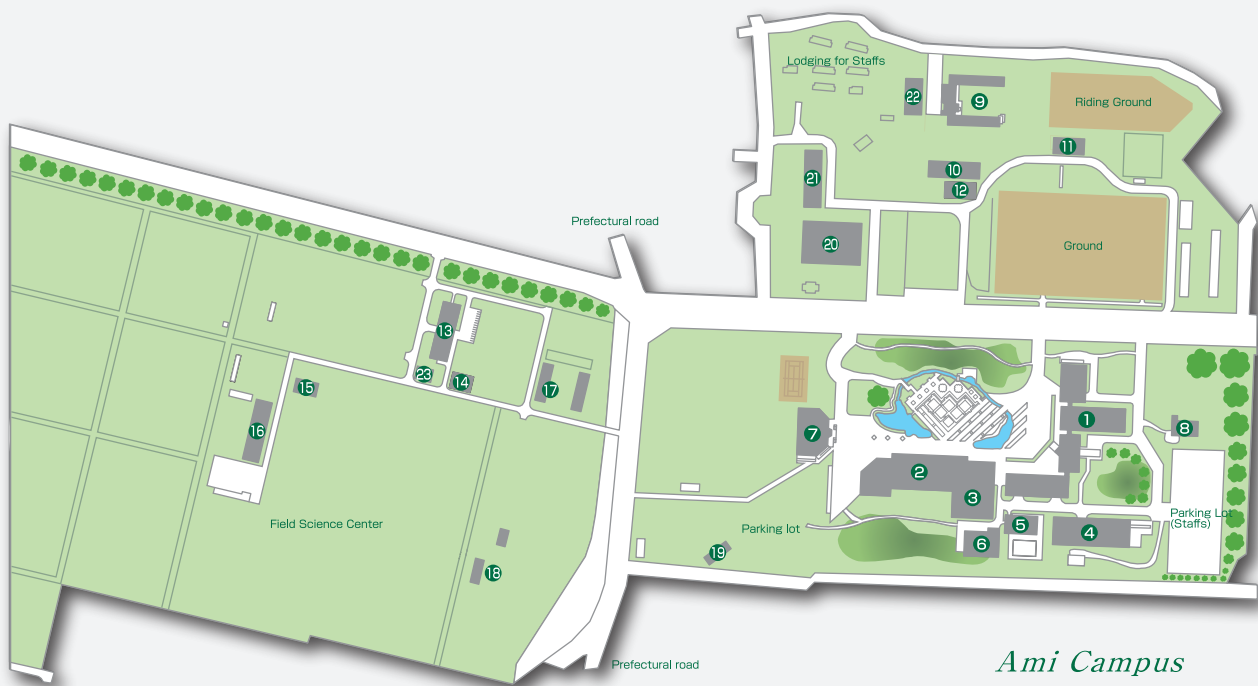 Lodging for Staffs
22
9
Riding Ground
11
10
21
12
Prefectural road
20
Ground
13
23
14
15
17
16
1
7
8
2
3
Field Science Center
Parking lot
Parking Lot
(Staffs)
5
4
6
19
18
Prefectural road
Ami Campus